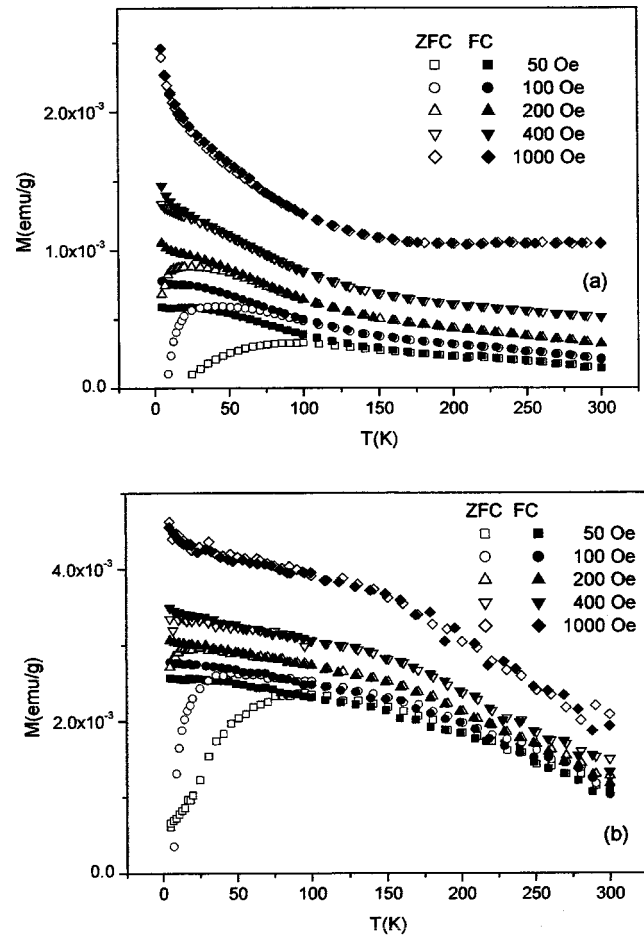 ZFC FC
50 Oe
100 Oe
200 Oe
400 Oe
1000 Oe
2.0x10⁻³
1.0x10⁻³
0.0
M(emu/g)
(a)
0 50 100 150 200 250 300
T(K)
ZFC FC
50 Oe
100 Oe
200 Oe
400 Oe
1000 Oe
4.0x10⁻³
2.0x10⁻³
0.0
M(emu/g)
(b)
0 50 100 150 200 250 300
T(K)